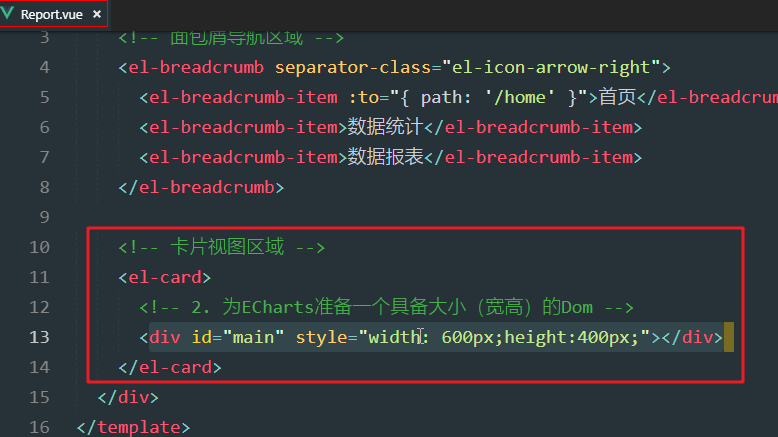 Report.vue ×
3 <!-- 面包屑导航区域 -->
4 <el-breadcrumb separator-class="el-icon-arrow-right">
5 <el-breadcrumb-item :to="{ path: '/home' }">首页</el-breadcrum
6 <el-breadcrumb-item>数据统计</el-breadcrumb-item>
7 <el-breadcrumb-item>数据报表</el-breadcrumb-item>
8 </el-breadcrumb>
9
10 <!-- 卡片视图区域 -->
11 <el-card>
12 <!-- 2. 为ECharts准备一个具备大小（宽高）的Dom -->
13 <div id="main" style="width: 600px;height:400px;"></div>
14 </el-card>
15 </div>
16 </template>